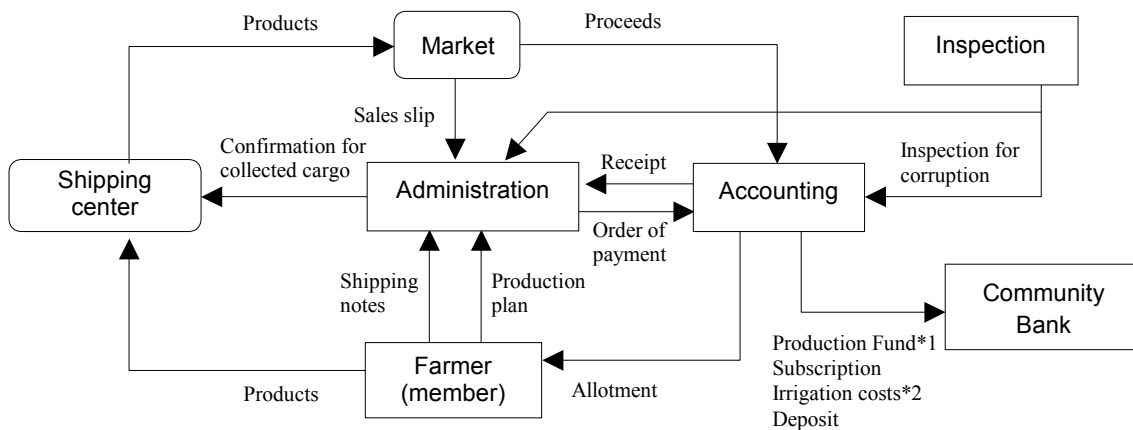 Products
Market
Proceeds
Inspection
Sales slip
Confirmation for
collected cargo
Shipping
center
Administration
Receipt
Accounting
Inspection for
corruption
Order of
payment
Shipping
notes
Production
plan
Community
Bank
Farmer
(member)
Products
Allotment
Production Fund*1
Subscription
Irrigation costs*2
Deposit